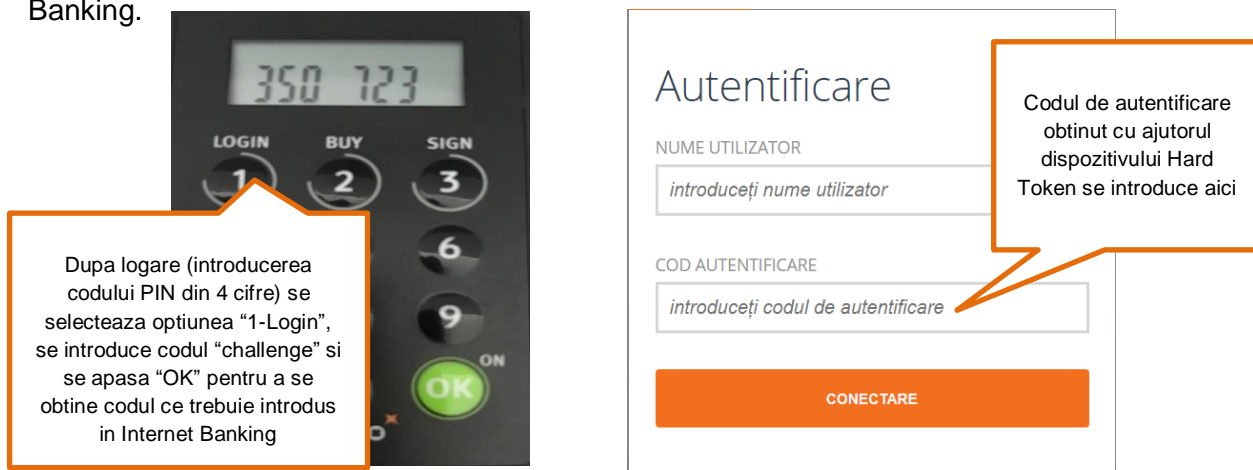 Banking.
350 723
LOGIN BUY SIGN
1 2 3
6
9
ON
OK
Dupa logare (introducerea
codului PIN din 4 cifre) se
selecteaza optiunea “1-Login”,
se introduce codul “challenge” si
se apasa “OK” pentru a se
obtine codul ce trebuie introdus
in Internet Banking
Autentificare
NUME UTILIZATOR
introduceți nume utilizator
COD AUTENTIFICARE
introduceți codul de autentificare
CONECTARE
Codul de autentificare
obtinut cu ajutorul
dispozitivului Hard
Token se introduce aici